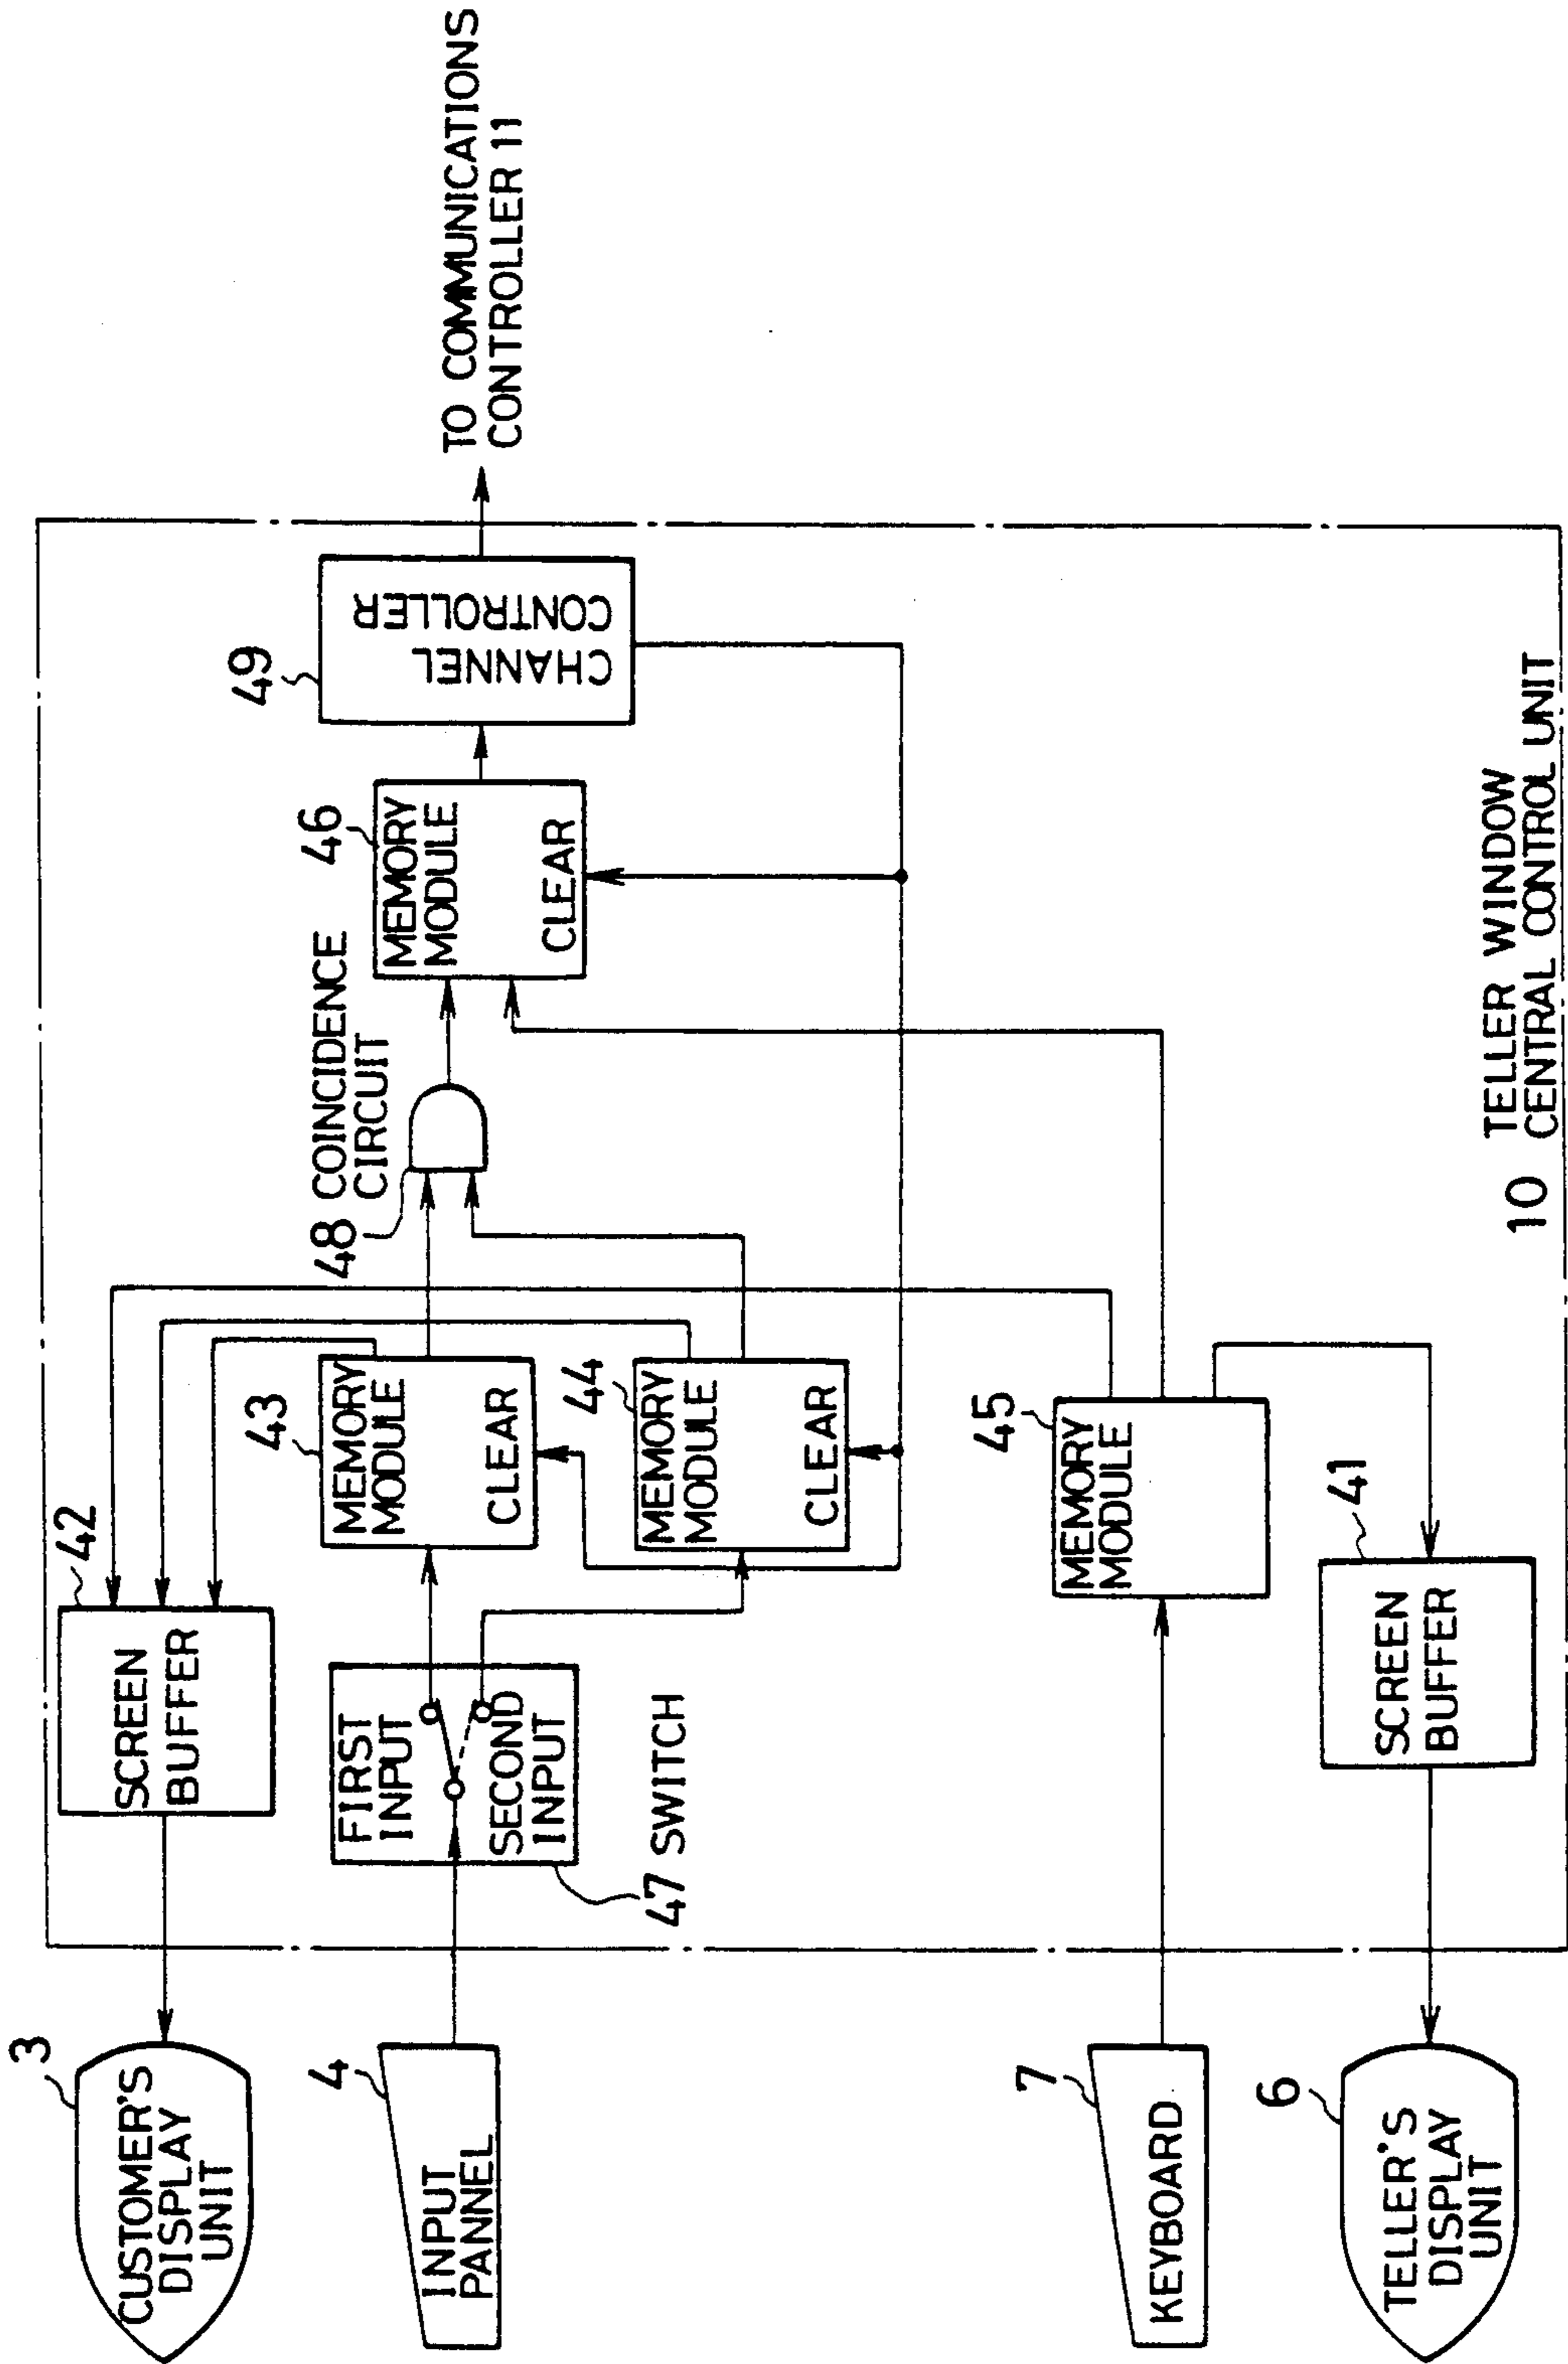 3
CUSTOMER'S
DISPLAY
UNIT
4
INPUT
PANNEL
7
KEYBOARD
6
TELLER'S
DISPLAY
UNIT
42
SCREEN
BUFFER
FIRST
INPUT
SECOND
INPUT
47 SWITCH
43
MEMORY
MODULE
CLEAR
44
MEMORY
MODULE
CLEAR
45
MEMORY
MODULE
41
SCREEN
BUFFER
48 COINCIDENCE
CIRCUIT
46
MEMORY
MODULE
CLEAR
49
CHANNEL
CONTROLLER
TO COMMUNICATIONS
CONTROLLER 11
10 TELLER WINDOW
CENTRAL CONTROL UNIT